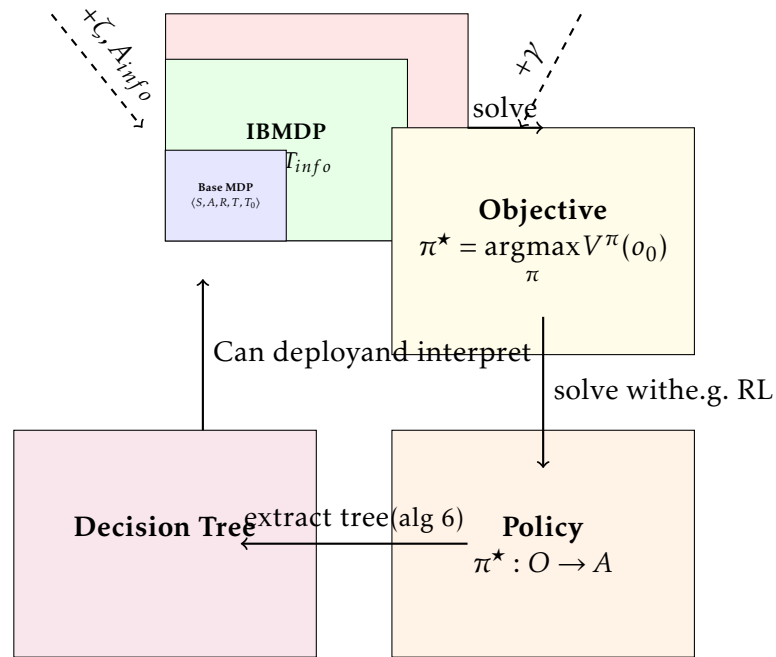 +ζ, A_info
+γ
solve
IBMDP
T_info
Base MDP
⟨S, A, R, T, T_0⟩
Objective
π* = argmax V^π(o_0)
π
Can deployand interpret
solve withe.g. RL
Decision Tree
extract tree(alg 6)
Policy
π* : O → A